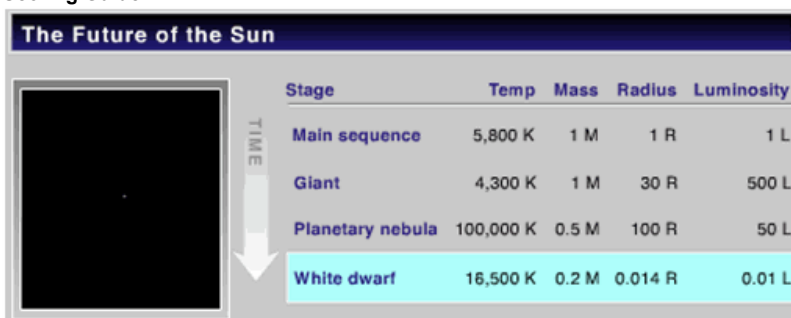 The Future of the Sun
Stage Temp Mass Radius Luminosity
TIME
Main sequence 5,800 K 1 M 1 R 1 L
Giant 4,300 K 1 M 30 R 500 L
Planetary nebula 100,000 K 0.5 M 100 R 50 L
White dwarf 16,500 K 0.2 M 0.014 R 0.01 L